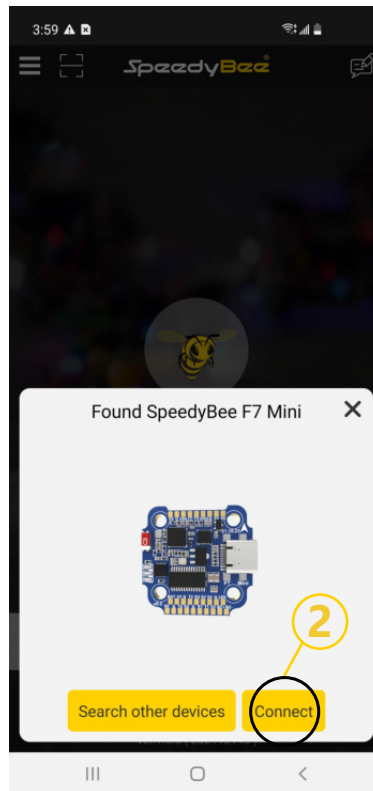 3:59
SpeedyBee
Found SpeedyBee F7 Mini
2
Search other devices
Connect